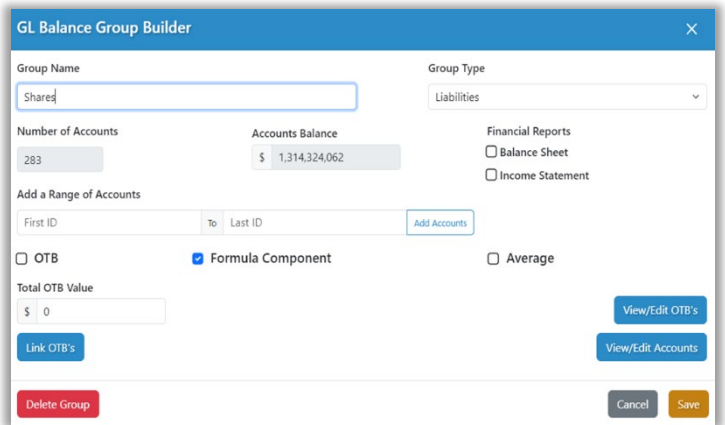 GL Balance Group Builder
Group Name
Group Type
Shares
Liabilities
Number of Accounts
Accounts Balance
Financial Reports
283
$ 1,314,324,062
Balance Sheet
Income Statement
Add a Range of Accounts
First ID To Last ID Add Accounts
OTB Formula Component Average
Total OTB Value
$ 0
View/Edit OTB's
Link OTB's
View/Edit Accounts
Delete Group
Cancel
Save